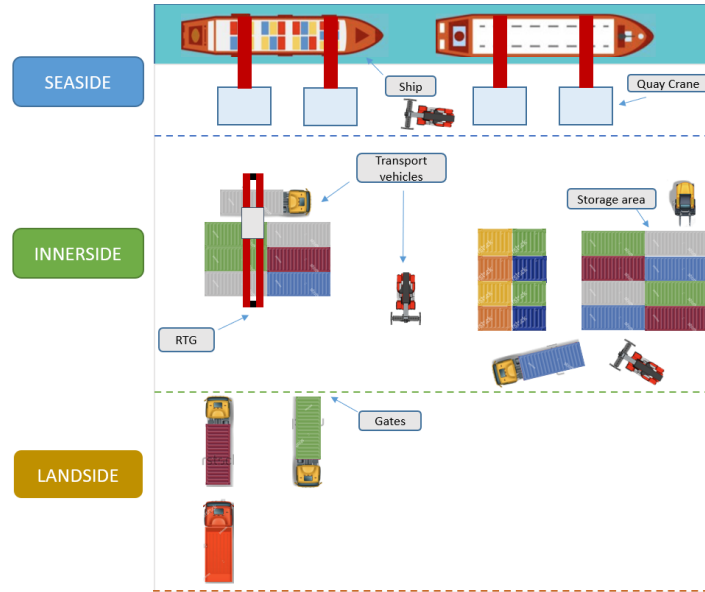 SEASIDE
Ship
Quay Crane
Transport
vehicles
Storage area
INNERSIDE
RTG
Gates
LANDSIDE